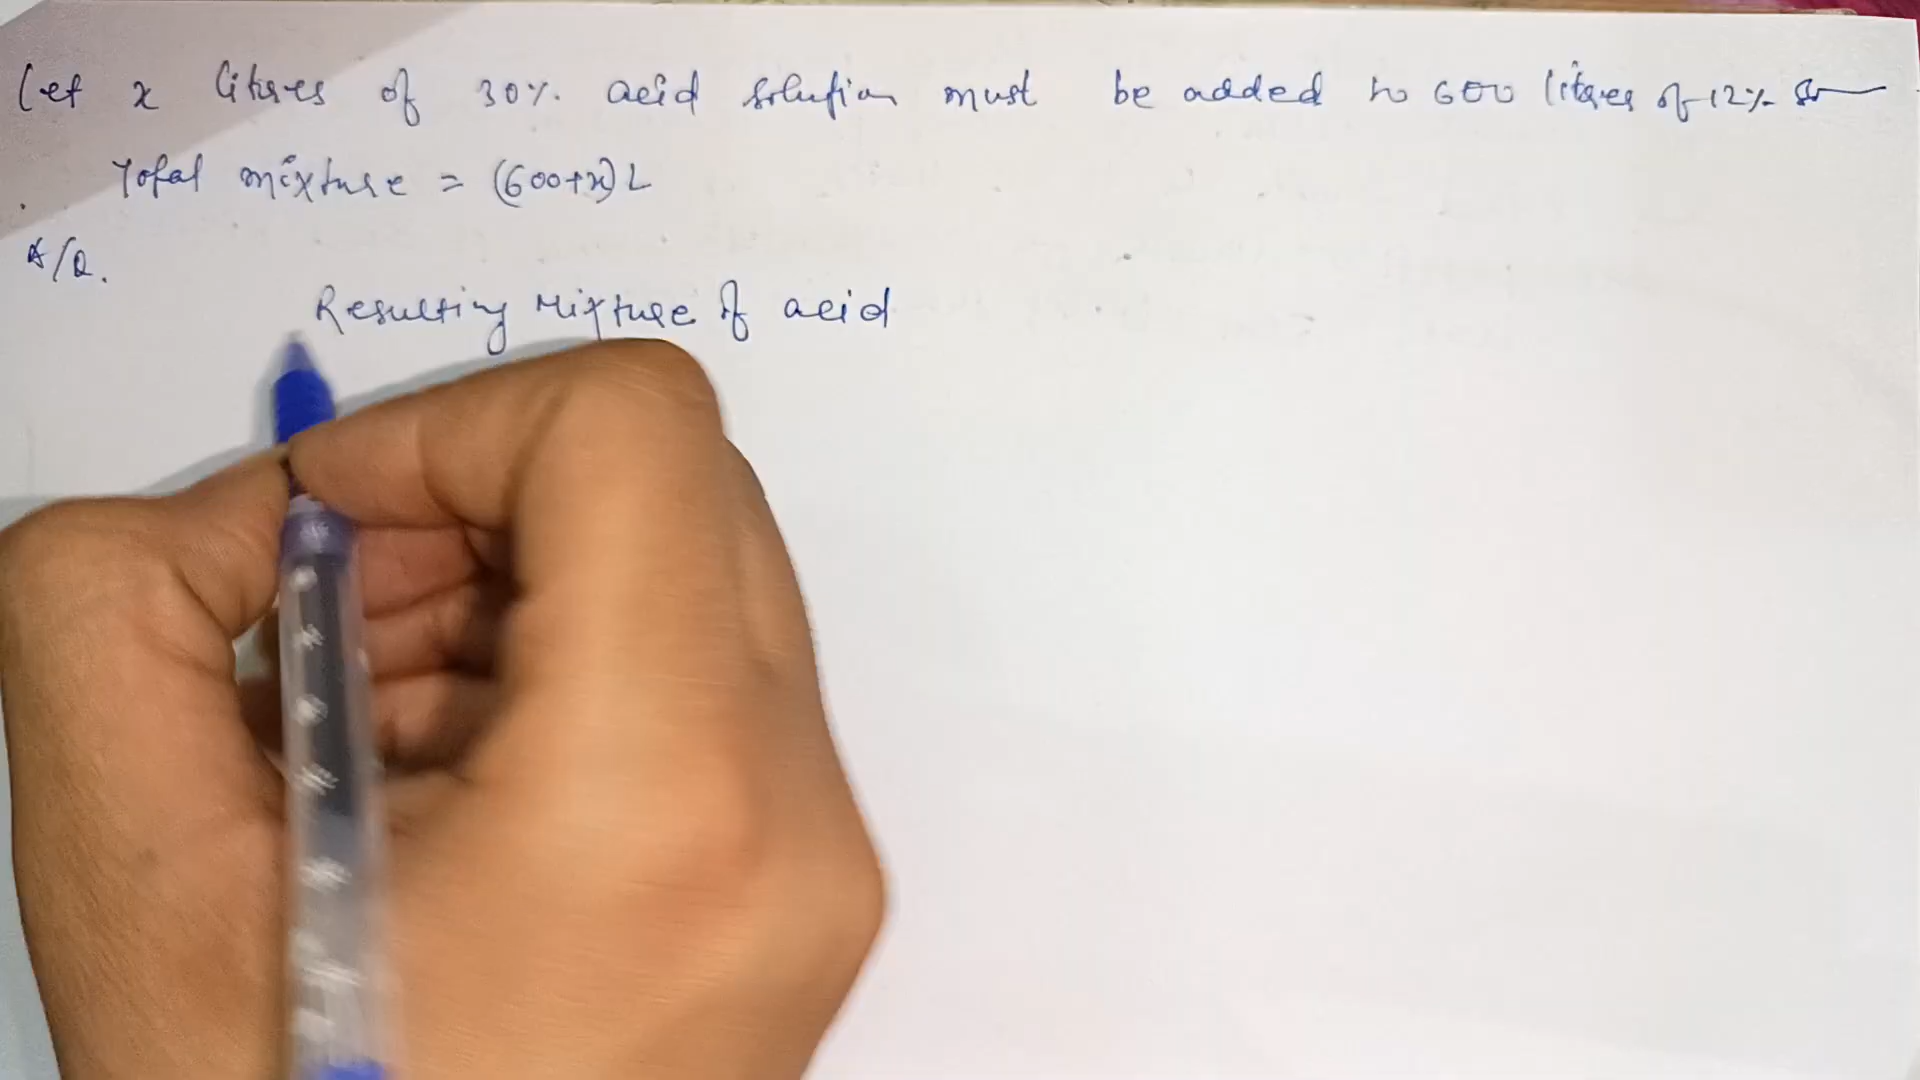 Let x litres of 30% acid solution must be added to 600 litres of 12%
Total mixture = (600+x)L
A/Q.
Resulting Mixture of acid